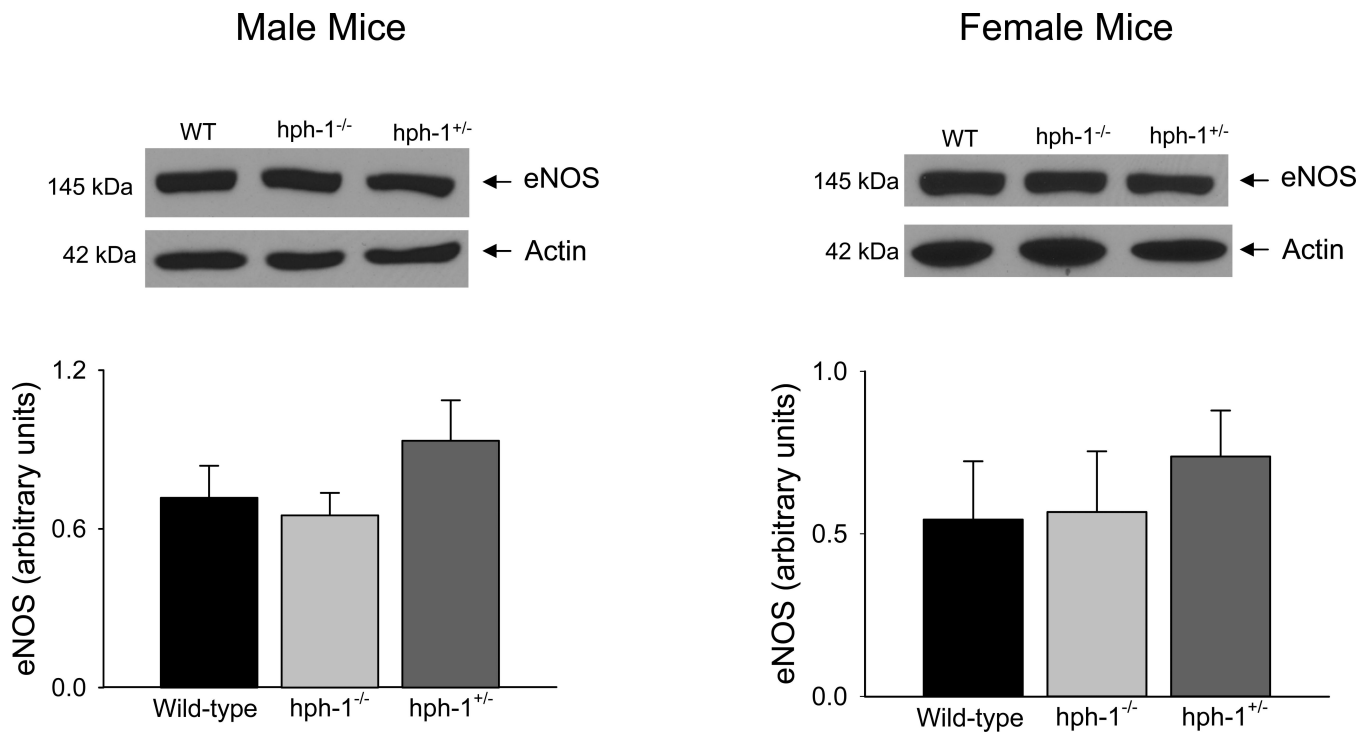 Male Mice
WT hph-1-/- hph-1+/-
145 kDa eNOS
42 kDa Actin
eNOS (arbitrary units)
1.2
0.6
0.0
Wild-type hph-1-/- hph-1+/-
Female Mice
WT hph-1-/- hph-1+/-
145 kDa eNOS
42 kDa Actin
eNOS (arbitrary units)
1.0
0.5
0.0
Wild-type hph-1-/- hph-1+/-